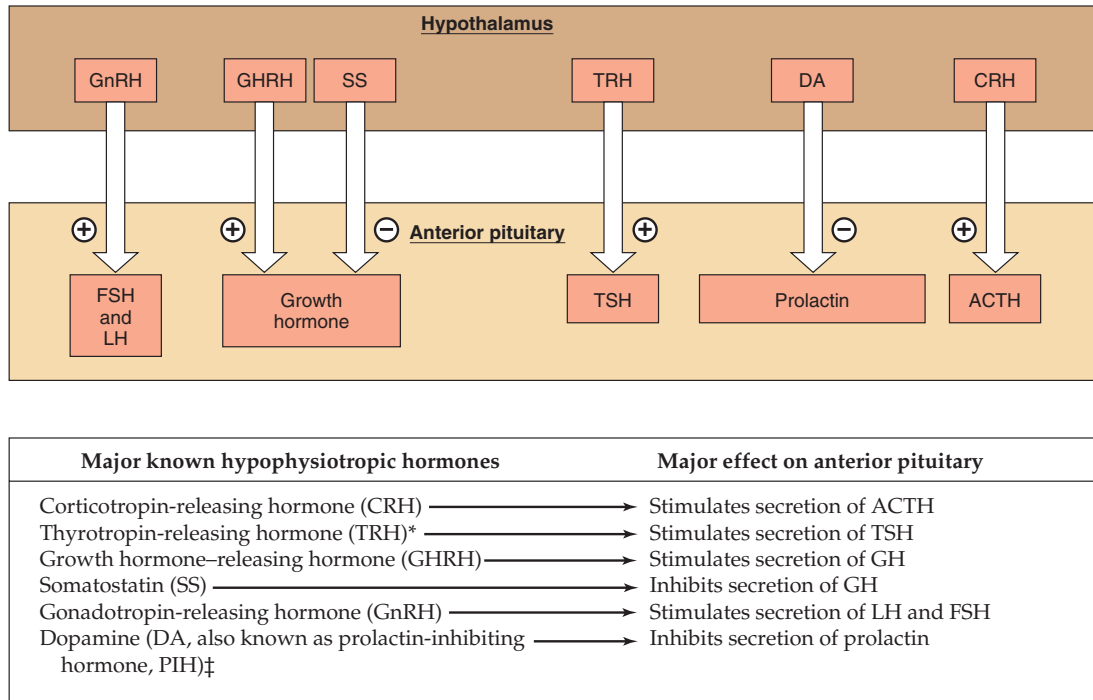 Hypothalamus
GnRH
GHRH
SS
TRH
DA
CRH
+
+
−
Anterior pituitary
+
−
+
FSH
and
LH
Growth
hormone
TSH
Prolactin
ACTH
Major known hypophysiotropic hormones
Major effect on anterior pituitary
Corticotropin-releasing hormone (CRH) Stimulates secretion of ACTH
Thyrotropin-releasing hormone (TRH)* Stimulates secretion of TSH
Growth hormone–releasing hormone (GHRH) Stimulates secretion of GH
Somatostatin (SS) Inhibits secretion of GH
Gonadotropin-releasing hormone (GnRH) Stimulates secretion of LH and FSH
Dopamine (DA, also known as prolactin-inhibiting Inhibits secretion of prolactin
hormone, PIH)‡